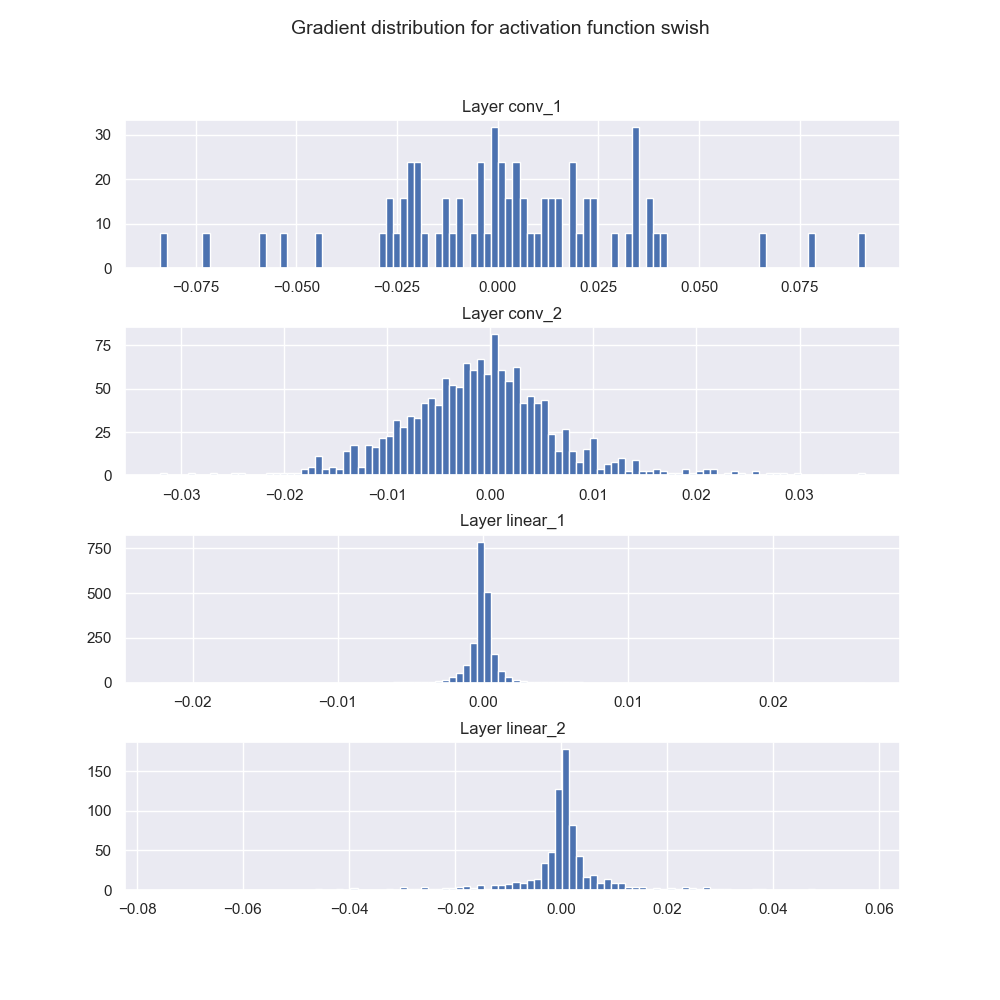 Gradient distribution for activation function swish
Layer conv_1
30
20
10
0
−0.075 −0.050 −0.025 0.000 0.025 0.050 0.075
Layer conv_2
75
50
25
0
−0.03 −0.02 −0.01 0.00 0.01 0.02 0.03
Layer linear_1
750
500
250
0
−0.02 −0.01 0.00 0.01 0.02
Layer linear_2
150
100
50
0
−0.08 −0.06 −0.04 −0.02 0.00 0.02 0.04 0.06